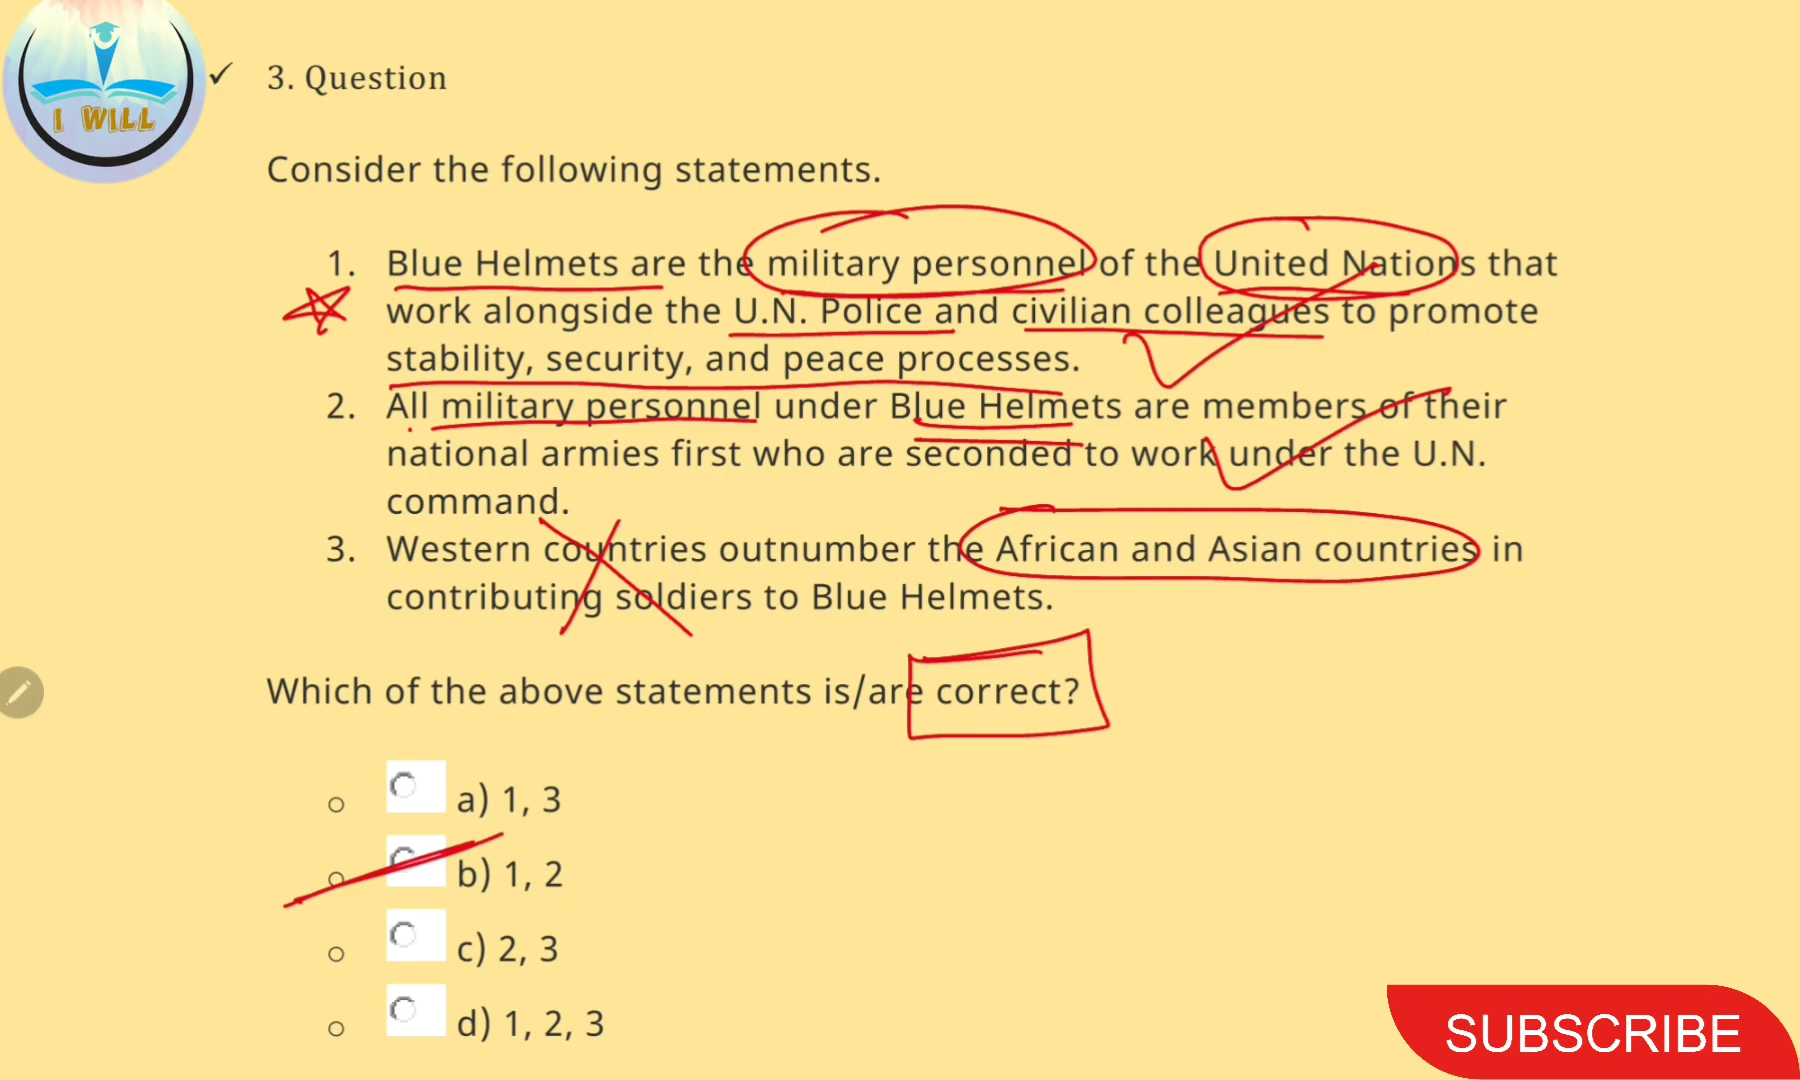 I WILL
3. Question
Consider the following statements.
1. Blue Helmets are the military personnel of the United Nations that
work alongside the U.N. Police and civilian colleagues to promote
stability, security, and peace processes.
2. All military personnel under Blue Helmets are members of their
national armies first who are seconded to work under the U.N.
command.
3. Western countries outnumber the African and Asian countries in
contributing soldiers to Blue Helmets.
Which of the above statements is/are correct?
a) 1, 3
b) 1, 2
c) 2, 3
d) 1, 2, 3
SUBSCRIBE